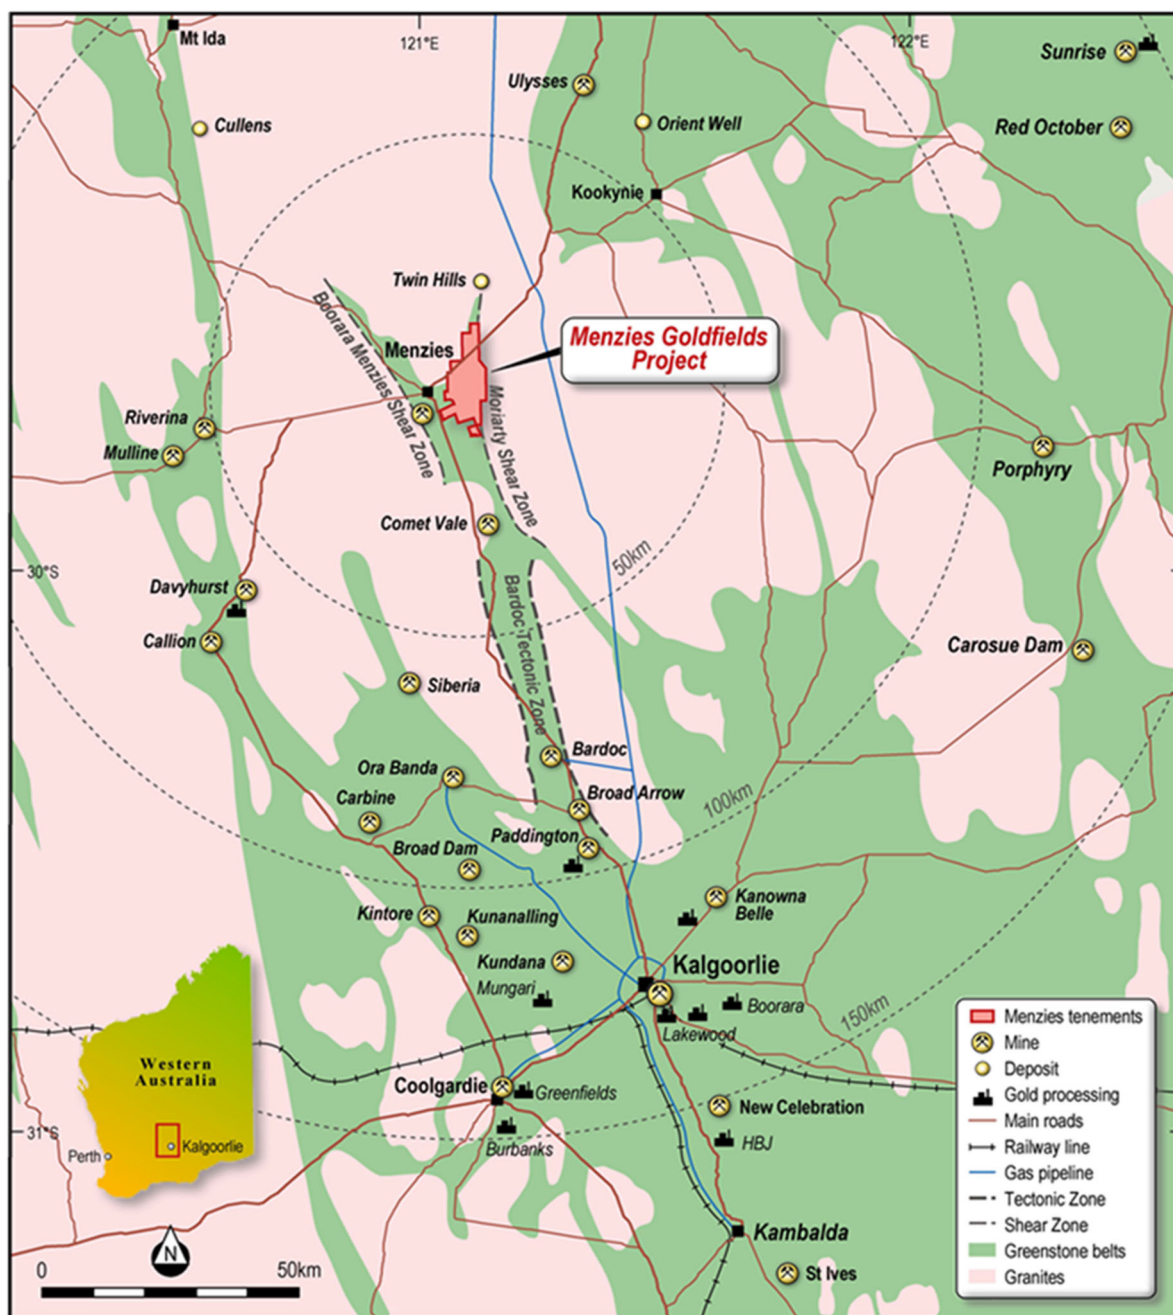 Mt Ida
121°E
122°E
Sunrise
Ulysses
Cullens
Orient Well
Red October
Kookynie
Twin Hills
Boorara Menzies Shear Zone
Menzies
Menzies Goldfields
Project
Moriarty Shear Zone
Riverina
Mulline
Porphyry
Comet Vale
50km
30°S
Davyhurst
Bardoc Tectonic Zone
Callion
Carosue Dam
Siberia
Bardoc
Ora Banda
Carbine
Broad Arrow
100km
Paddington
Broad Dam
Kanowna
Belle
Kintore
Kunanalling
Kundana
Kalgoorlie
Mungari
Boorara
150km
Lakewood
Coolgardie
Greenfields
New Celebration
31°S
Burbanks
HBJ
Kambalda
St Ives
Western
Australia
Kalgoorlie
Perth
N
0
50km
Menzies tenements
Mine
Deposit
Gold processing
Main roads
Railway line
Gas pipeline
Tectonic Zone
Shear Zone
Greenstone belts
Granites